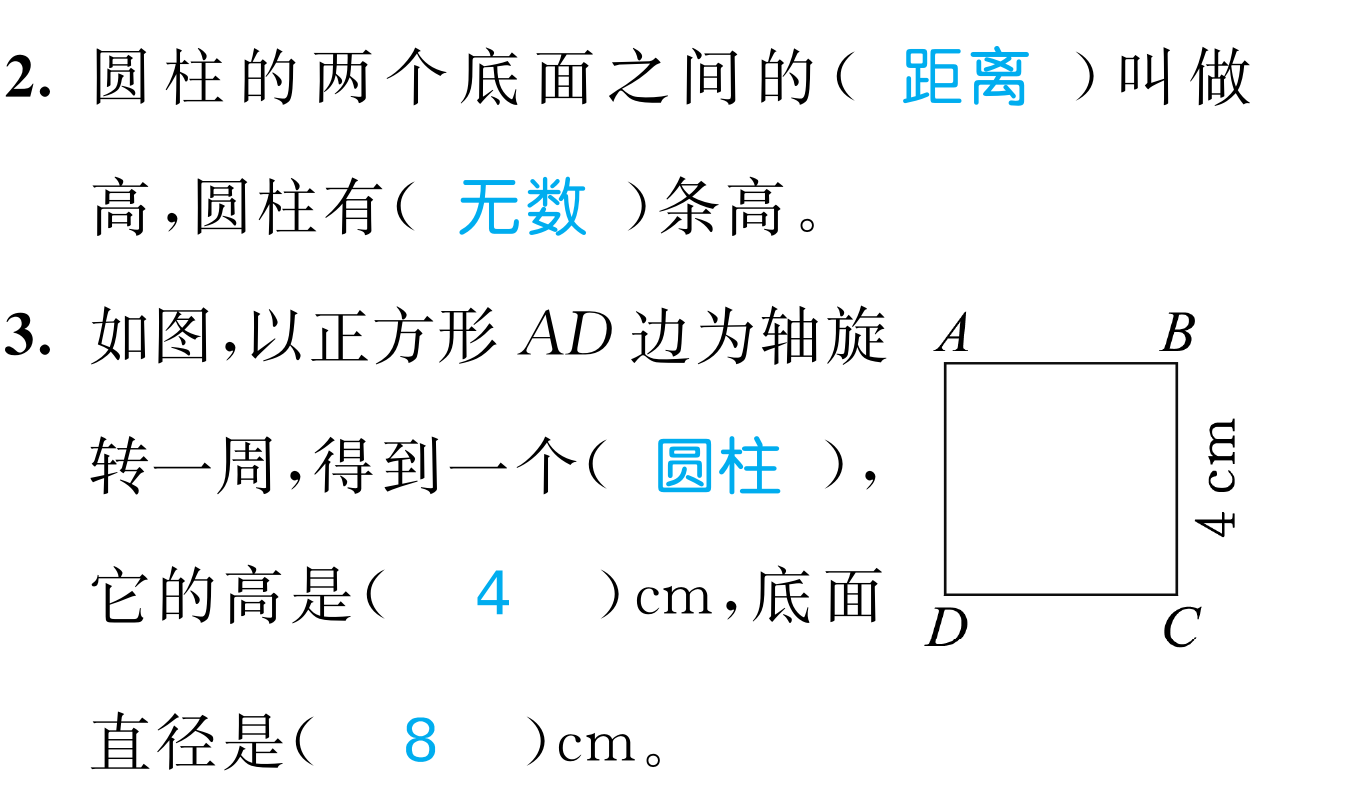 2. 圆柱的两个底面之间的( 距离 )叫做
高,圆柱有( 无数 )条高。
3. 如图,以正方形 AD 边为轴旋
转一周,得到一个( 圆柱 ),
它的高是( 4 )cm,底面
直径是( 8 )cm。
A B
4 cm
D C